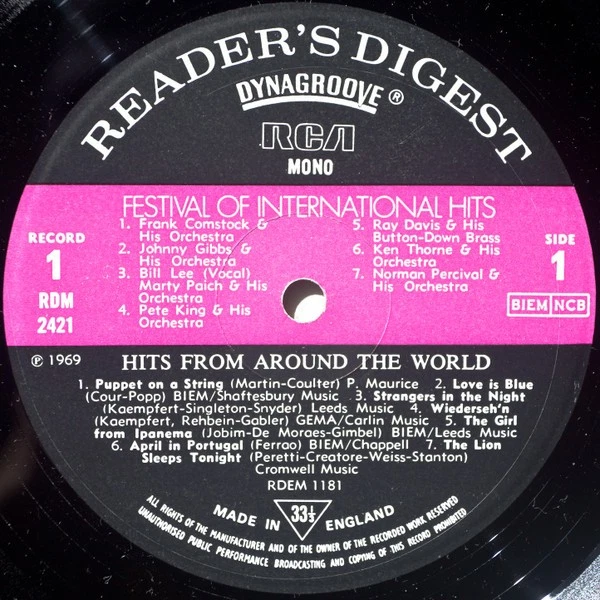 READER'S DIGEST
DYNAGROOVE ®
RCA
MONO
FESTIVAL OF INTERNATIONAL HITS
RECORD
1
RDM
2421
1. Frank Comstock &
His Orchestra
2. Johnny Gibbs &
His Orchestra
3. Bill Lee (Vocal)
Marty Paich & His
Orchestra
4. Pete King & His
Orchestra
5. Ray Davis & His
Button-Down Brass
6. Ken Thorne & His
Orchestra
7. Norman Percival &
His Orchestra
SIDE
1
BIEM NCB
℗ 1969
HITS FROM AROUND THE WORLD
1. Puppet on a String (Martin-Coulter) P. Maurice 2. Love is Blue
(Cour-Popp) BIEM/Shaftesbury Music 3. Strangers in the Night
(Kaempfert-Singleton-Snyder) Leeds Music 4. Wiederseh'n
(Kaempfert, Rehbein-Gabler) GEMA/Carlin Music 5. The Girl
from Ipanema (Jobim-De Moraes-Gimbel) BIEM/Leeds Music
6. April in Portugal (Ferrao) BIEM/Chappell 7. The Lion
Sleeps Tonight (Peretti-Creatore-Weiss-Stanton)
Cromwell Music
RDEM 1181
MADE IN 33⅓ ENGLAND
ALL RIGHTS OF THE MANUFACTURER AND OF THE OWNER OF THE RECORDED WORK RESERVED
UNAUTHORISED PUBLIC PERFORMANCE BROADCASTING AND COPYING OF THIS RECORD PROHIBITED